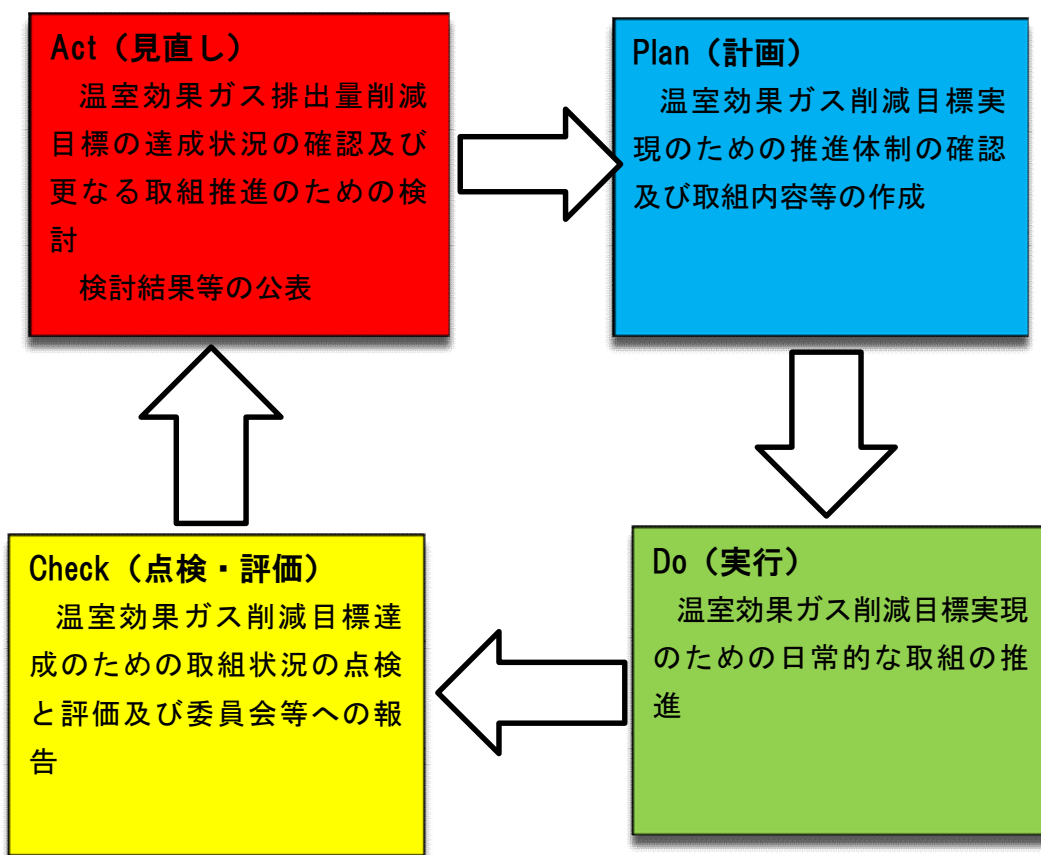 Act（見直し）
温室効果ガス排出量削減
目標の達成状況の確認及び
更なる取組推進のための検
討
検討結果等の公表
Plan（計画）
温室効果ガス削減目標実
現のための推進体制の確認
及び取組内容等の作成
Do（実行）
温室効果ガス削減目標実現
のための日常的な取組の推
進
Check（点検・評価）
温室効果ガス削減目標達
成のための取組状況の点検
と評価及び委員会等への報
告